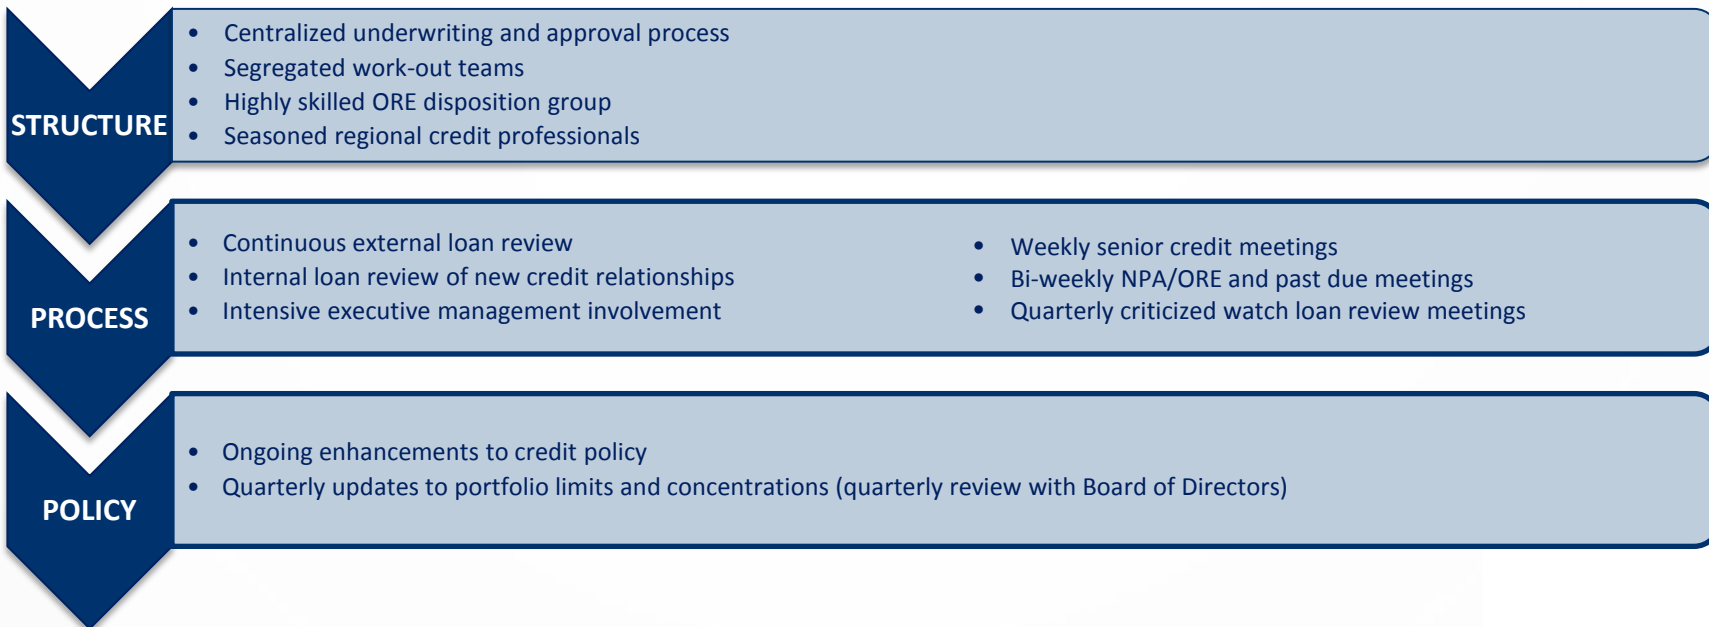 STRUCTURE
• Centralized underwriting and approval process
• Segregated work-out teams
• Highly skilled ORE disposition group
• Seasoned regional credit professionals
PROCESS
• Continuous external loan review
• Internal loan review of new credit relationships
• Intensive executive management involvement
• Weekly senior credit meetings
• Bi-weekly NPA/ORE and past due meetings
• Quarterly criticized watch loan review meetings
POLICY
• Ongoing enhancements to credit policy
• Quarterly updates to portfolio limits and concentrations (quarterly review with Board of Directors)